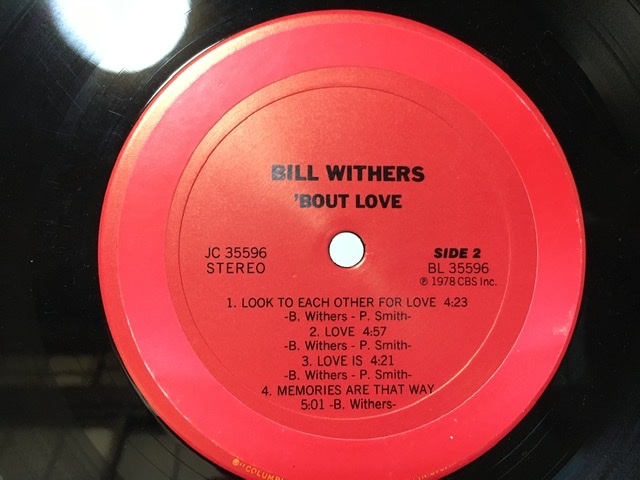 BILL WITHERS
'BOUT LOVE
JC 35596
STEREO
SIDE 2
BL 35596
℗ 1978 CBS Inc.
1. LOOK TO EACH OTHER FOR LOVE 4:23
-B. Withers - P. Smith-
2. LOVE 4:57
-B. Withers - P. Smith-
3. LOVE IS 4:21
-B. Withers - P. Smith-
4. MEMORIES ARE THAT WAY
5:01 -B. Withers-